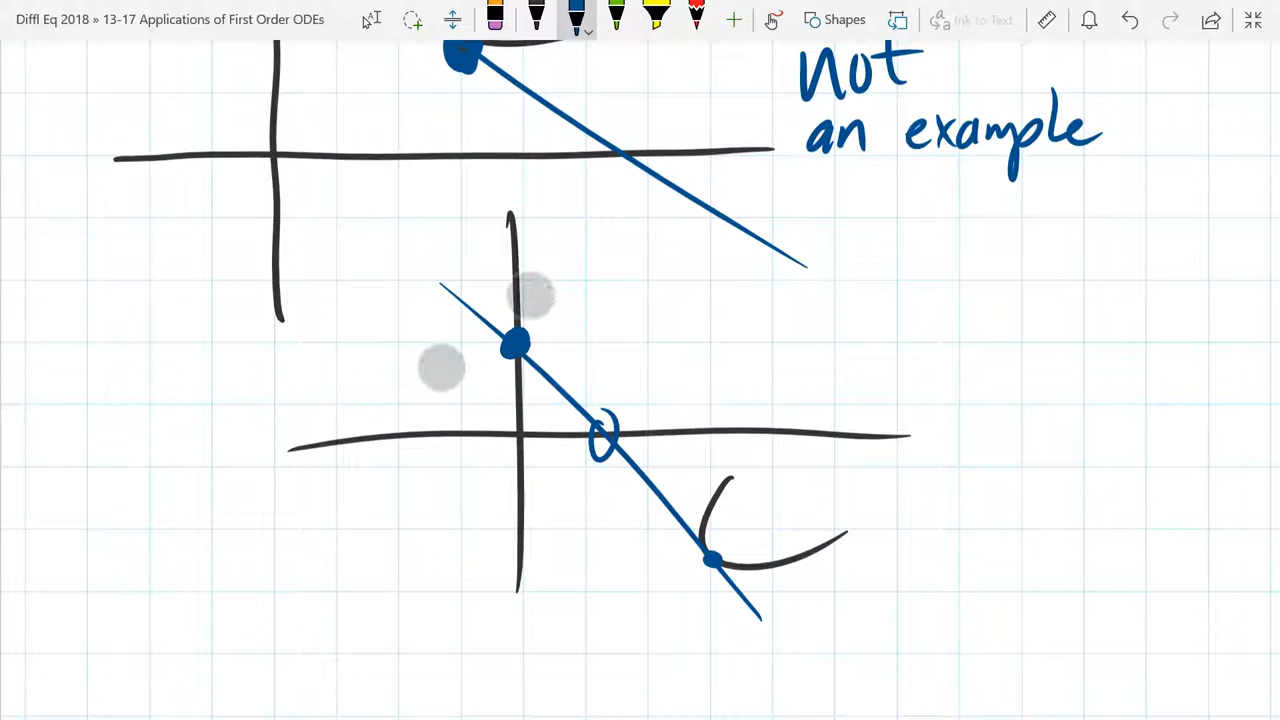 Diffl Eq 2018 » 13-17 Applications of First Order ODEs
Shapes
Ink to Text
not
an example